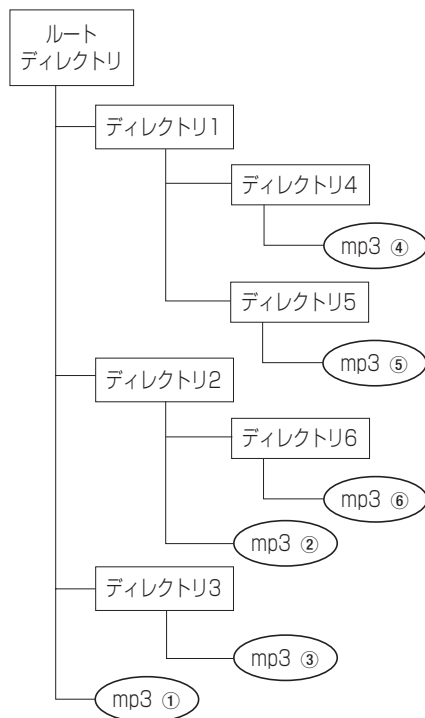 ルート
ディレクトリ
ディレクトリ1
ディレクトリ4
mp3 ④
ディレクトリ5
mp3 ⑤
ディレクトリ2
ディレクトリ6
mp3 ⑥
mp3 ②
ディレクトリ3
mp3 ③
mp3 ①